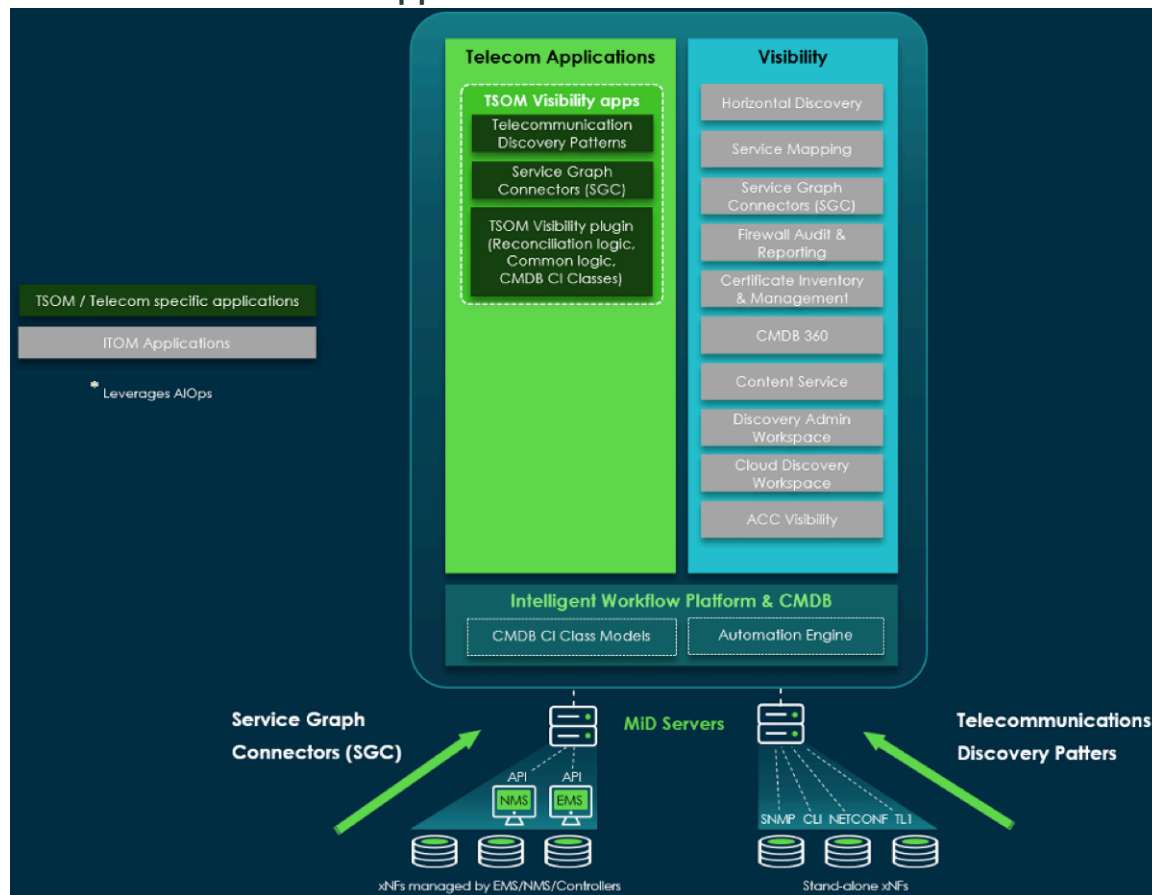 Telecom Applications
TSOM Visibility apps
Telecommunication
Discovery Patterns
Service Graph
Connectors (SGC)
TSOM Visibility plugin
(Reconciliation logic,
Common logic,
CMDB CI Classes)
Visibility
Horizontal Discovery
Service Mapping
Service Graph
Connectors (SGC)
Firewall Audit &
Reporting
Certificate Inventory
& Management
CMDB 360
Content Service
Discovery Admin
Workspace
Cloud Discovery
Workspace
ACC Visibility
TSOM / Telecom specific applications
ITOM Applications
* Leverages AIOps
Intelligent Workflow Platform & CMDB
CMDB CI Class Models
Automation Engine
Service Graph
Connectors (SGC)
MiD Servers
Telecommunications
Discovery Patters
API API
NMS EMS
SNMP CLI NETCONF TL1
xNFs managed by EMS/NMS/Controllers
Stand-alone xNFs